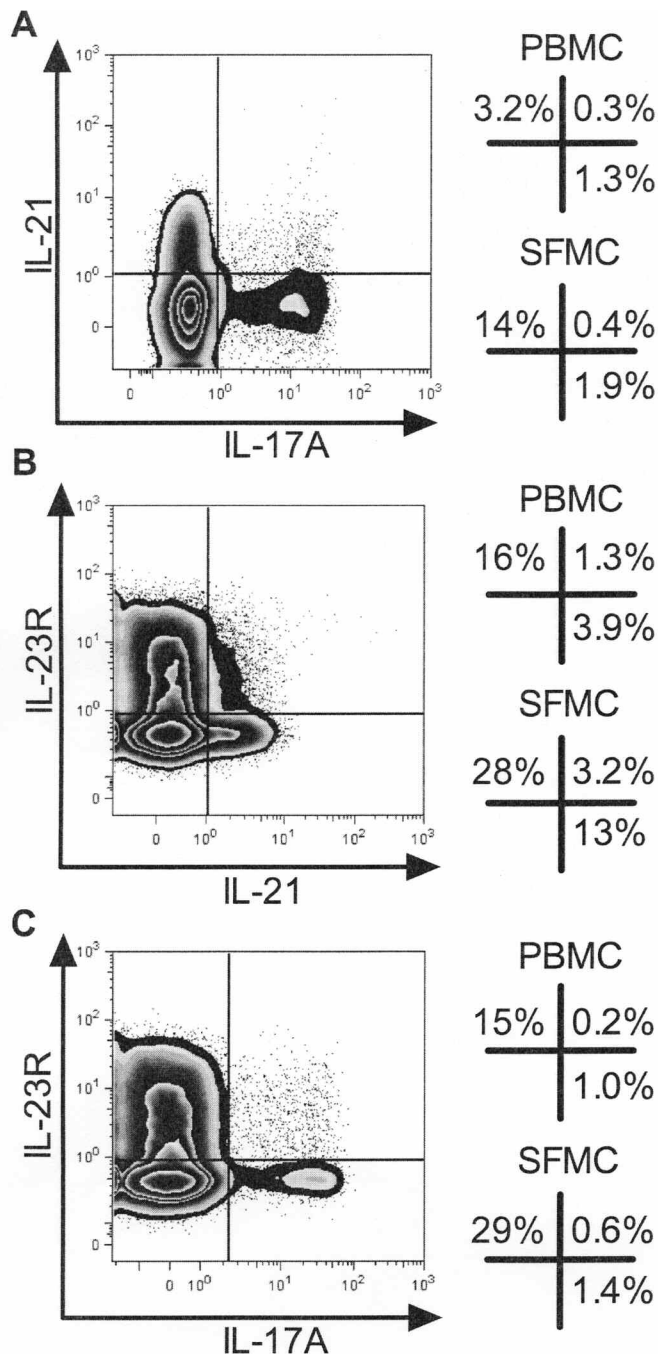 A
IL-21
10³
10²
10¹
10⁰
0
0
10⁰
10¹
10²
10³
IL-17A
PBMC
3.2% 0.3%
1.3%
SFMC
14% 0.4%
1.9%
B
IL-23R
10³
10²
10¹
10⁰
0
0
10⁰
10¹
10²
10³
IL-21
PBMC
16% 1.3%
3.9%
SFMC
28% 3.2%
13%
C
IL-23R
10³
10²
10¹
10⁰
0
0
10⁰
10¹
10²
10³
IL-17A
PBMC
15% 0.2%
1.0%
SFMC
29% 0.6%
1.4%